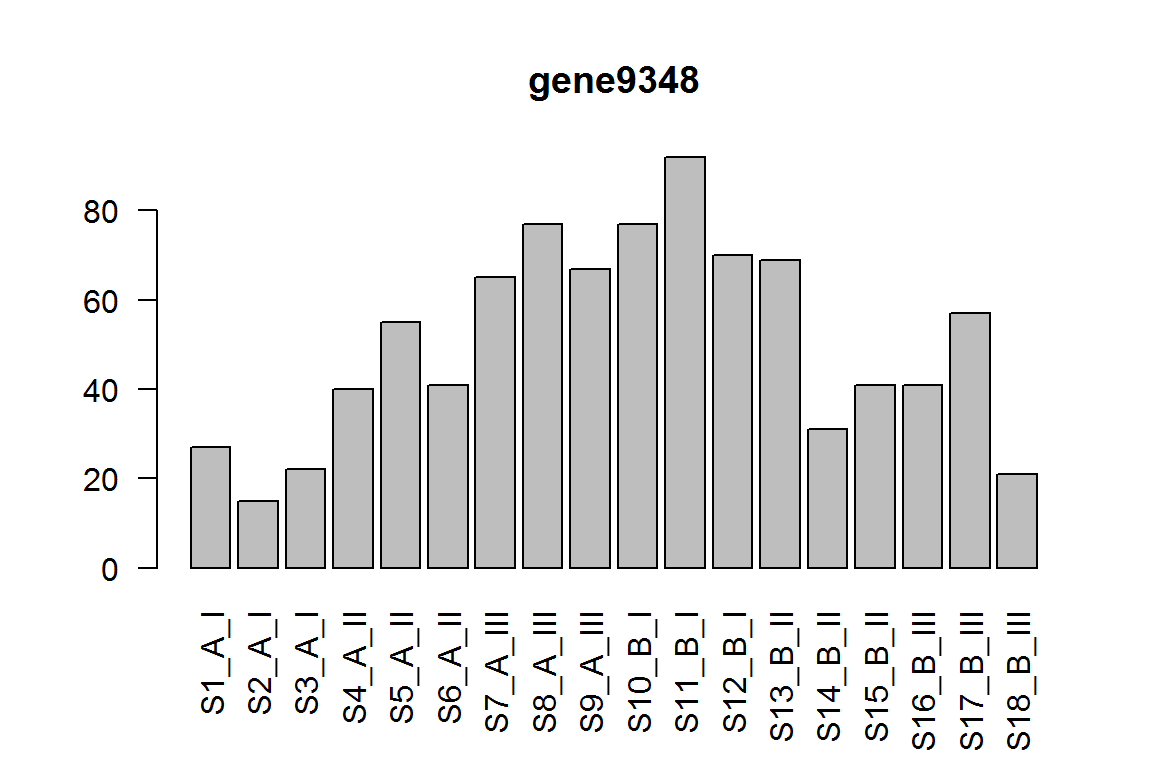 gene9348
80
60
40
20
0
S1_A_I
S2_A_I
S3_A_I
S4_A_II
S5_A_II
S6_A_II
S7_A_III
S8_A_III
S9_A_III
S10_B_I
S11_B_I
S12_B_I
S13_B_II
S14_B_II
S15_B_II
S16_B_III
S17_B_III
S18_B_III